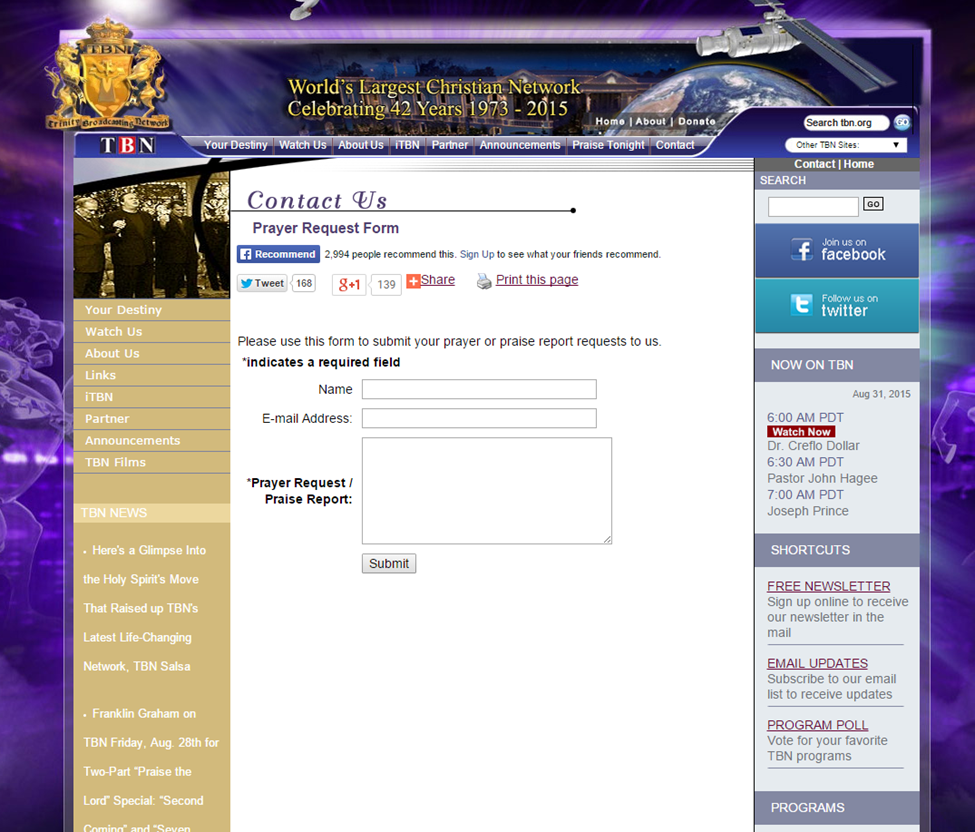 TBN
Trinity Broadcasting Network
World's Largest Christian Network
Celebrating 42 Years 1973 - 2015
Home | About | Donate
Search tbn.org GO
TBN
Your Destiny Watch Us About Us iTBN Partner Announcements Praise Tonight Contact
Other TBN Sites:
Contact | Home
SEARCH
GO
Join us on
facebook
Follow us on
twitter
Contact Us
Prayer Request Form
Recommend 2,994 people recommend this. Sign Up to see what your friends recommend.
Tweet 168 g+1 139 Share Print this page
Please use this form to submit your prayer or praise report requests to us.
*indicates a required field
Name
E-mail Address:
*Prayer Request /
Praise Report:
Submit
Your Destiny
Watch Us
About Us
Links
iTBN
Partner
Announcements
TBN Films
TBN NEWS
. Here's a Glimpse Into
the Holy Spirit's Move
That Raised up TBN's
Latest Life-Changing
Network, TBN Salsa
. Franklin Graham on
TBN Friday, Aug. 28th for
Two-Part "Praise the
Lord" Special: "Second
Coming" and "Seven
NOW ON TBN
Aug 31, 2015
6:00 AM PDT
Watch Now
Dr. Creflo Dollar
6:30 AM PDT
Pastor John Hagee
7:00 AM PDT
Joseph Prince
SHORTCUTS
FREE NEWSLETTER
Sign up online to receive
our newsletter in the
mail
EMAIL UPDATES
Subscribe to our email
list to receive updates
PROGRAM POLL
Vote for your favorite
TBN programs
PROGRAMS